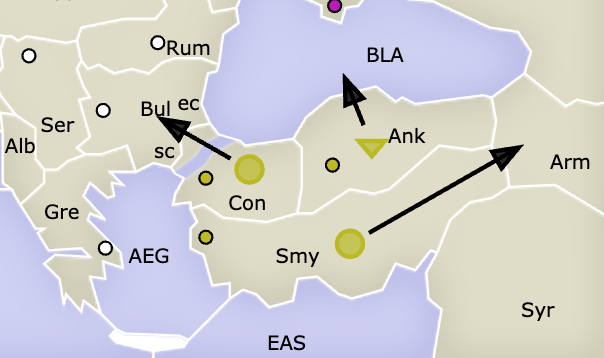 Rum
BLA
Bul
ec
Ser
Ank
Alb
sc
Arm
Con
Gre
AEG
Smy
Syr
EAS